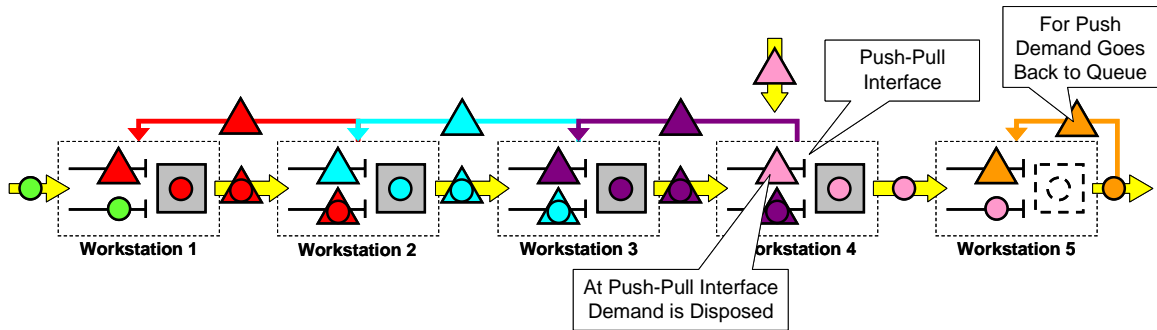 For Push
Demand Goes
Back to Queue
Push-Pull
Interface
Workstation 1
Workstation 2
Workstation 3
orkstation 4
Workstation 5
At Push-Pull Interface
Demand is Disposed